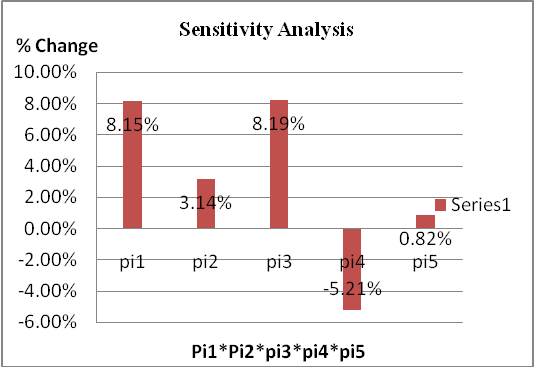 Sensitivity Analysis
% Change
10.00%
8.00%
6.00%
4.00%
2.00%
0.00%
-2.00%
-4.00%
-6.00%
8.15%
3.14%
8.19%
-5.21%
0.82%
pi1 pi2 pi3 pi4 pi5
Series1
Pi1*Pi2*pi3*pi4*pi5